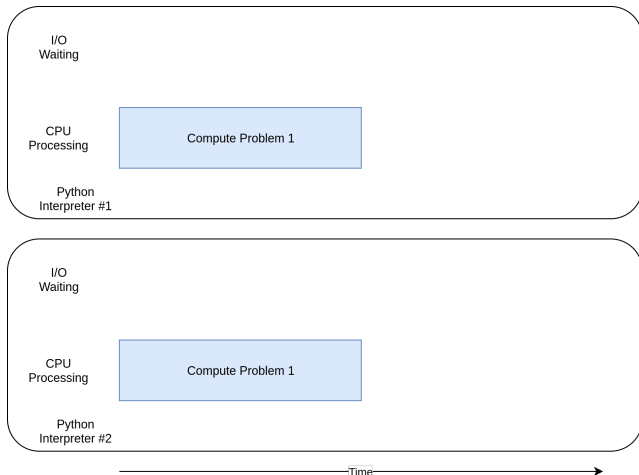 I/O
Waiting
CPU
Processing
Compute Problem 1
Python
Interpreter #1
I/O
Waiting
CPU
Processing
Compute Problem 1
Python
Interpreter #2
Time